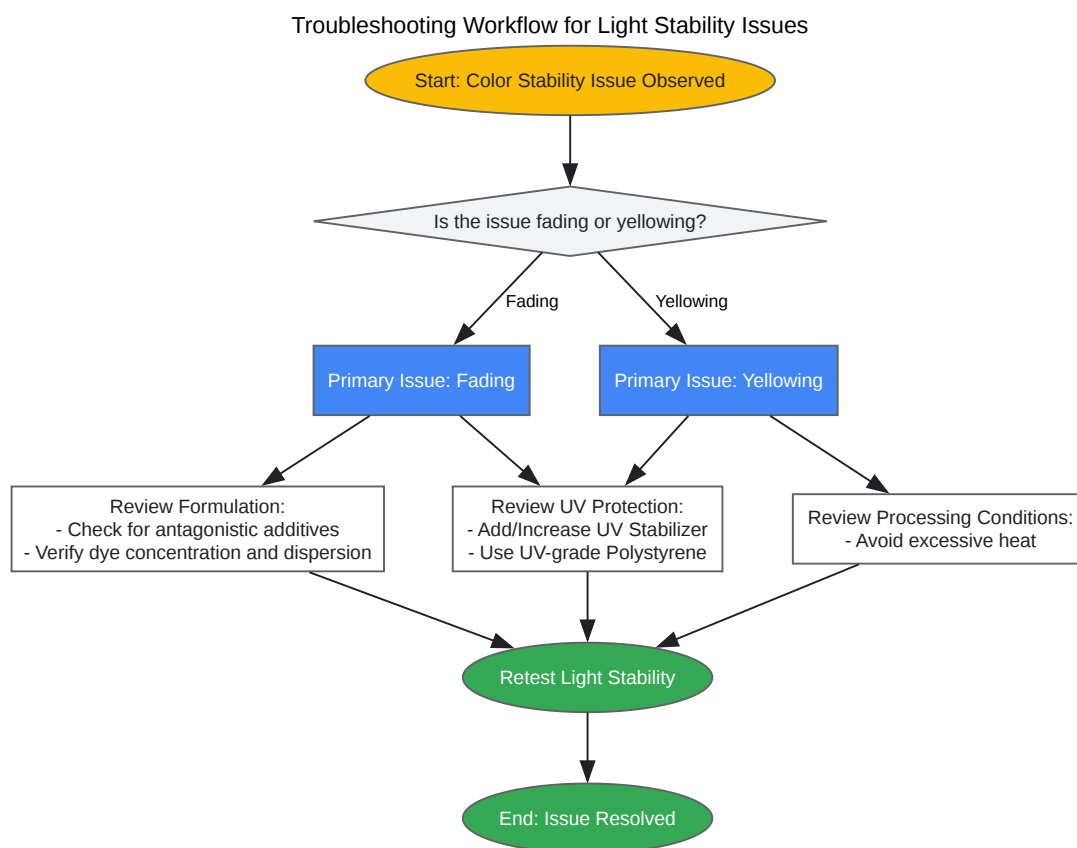 Troubleshooting Workflow for Light Stability Issues
Start: Color Stability Issue Observed
Is the issue fading or yellowing?
Fading
Yellowing
Primary Issue: Fading
Primary Issue: Yellowing
Review Formulation:
- Check for antagonistic additives
- Verify dye concentration and dispersion
Review UV Protection:
- Add/Increase UV Stabilizer
- Use UV-grade Polystyrene
Review Processing Conditions:
- Avoid excessive heat
Retest Light Stability
End: Issue Resolved